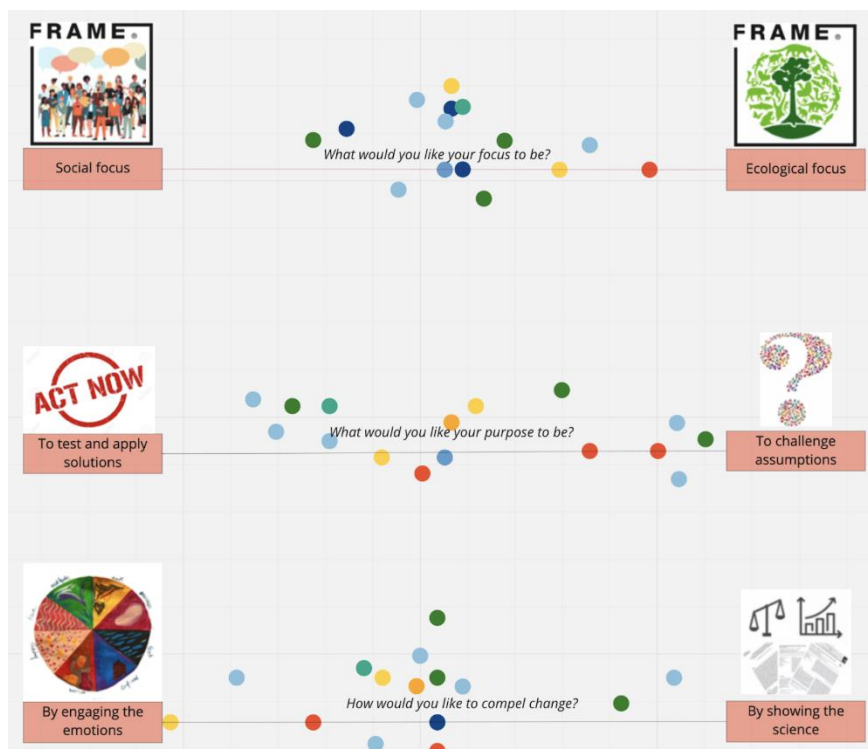 FRAME.
FRAME.
What would you like your focus to be?
Social focus
Ecological focus
ACT NOW
What would you like your purpose to be?
To test and apply
solutions
To challenge
assumptions
How would you like to compel change?
By engaging the
emotions
By showing the
science